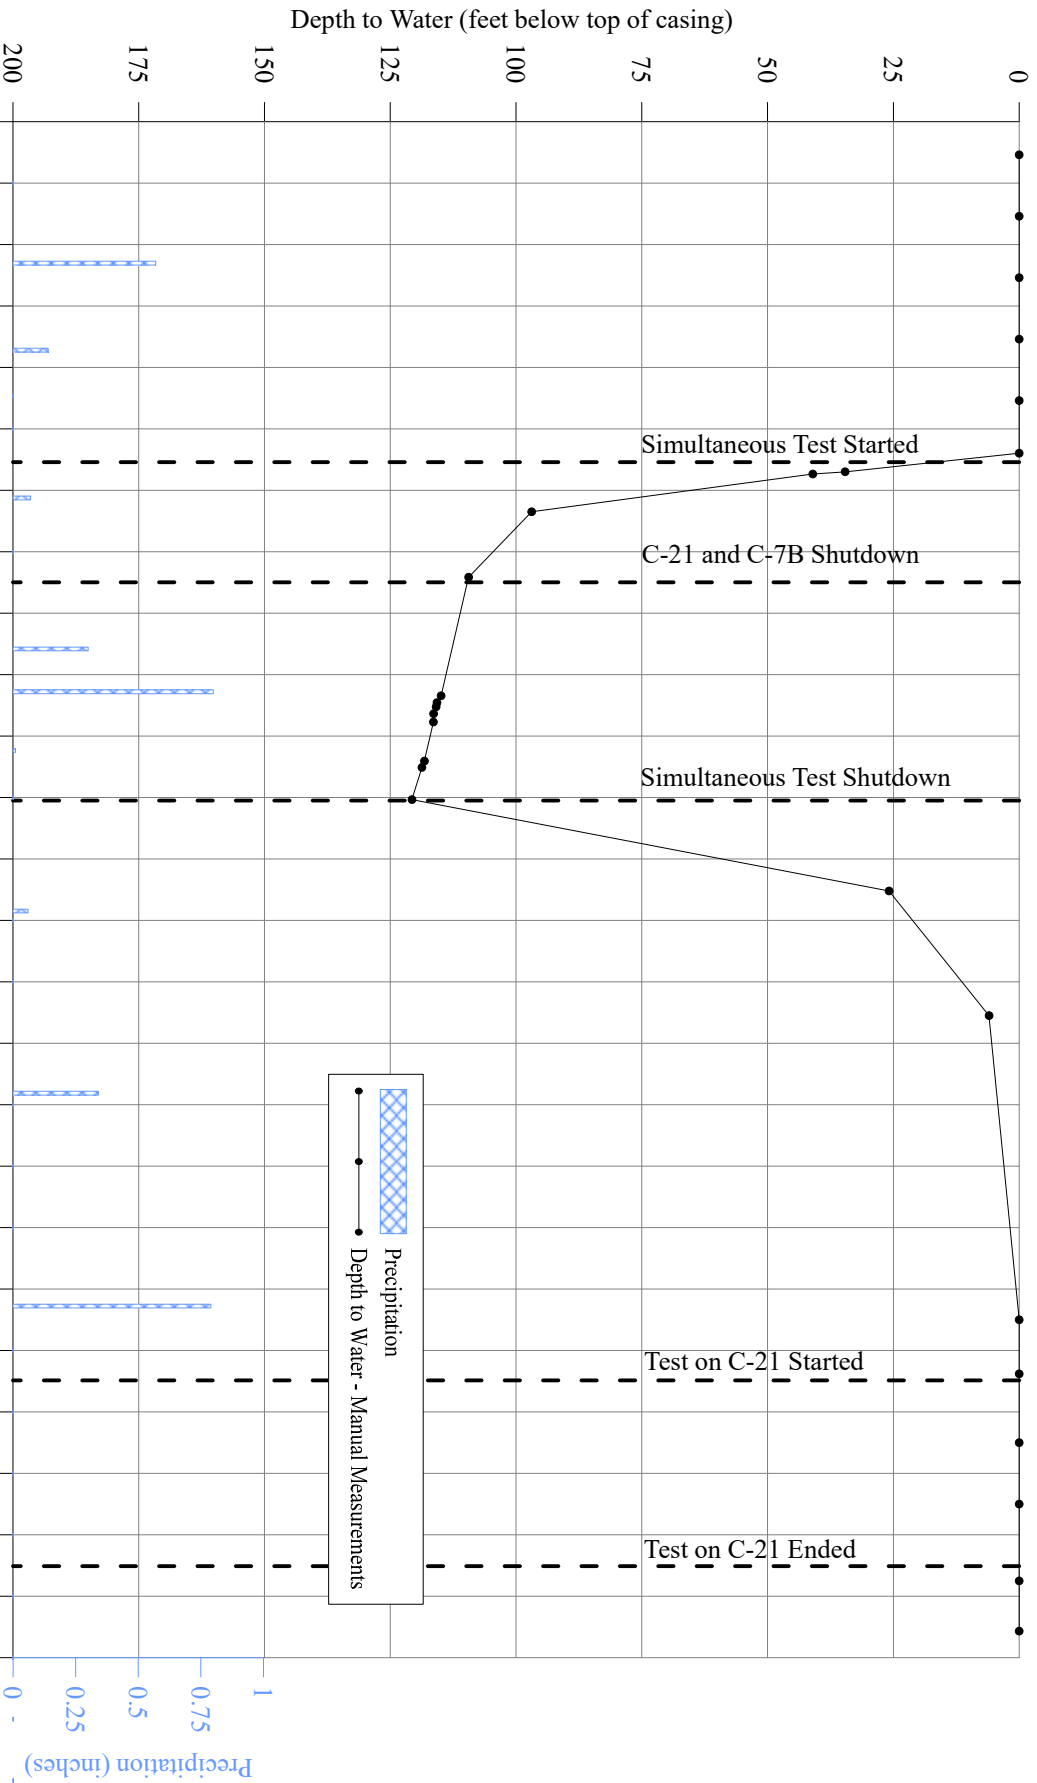 Depth to Water (feet below top of casing)
200
175
150
125
100
75
50
25
0
Simultaneous Test Started
C-21 and C-7B Shutdown
Simultaneous Test Shutdown
Precipitation
Depth to Water - Manual Measurements
Test on C-21 Started
Test on C-21 Ended
0
0.25
0.5
0.75
1
Precipitation (inches)